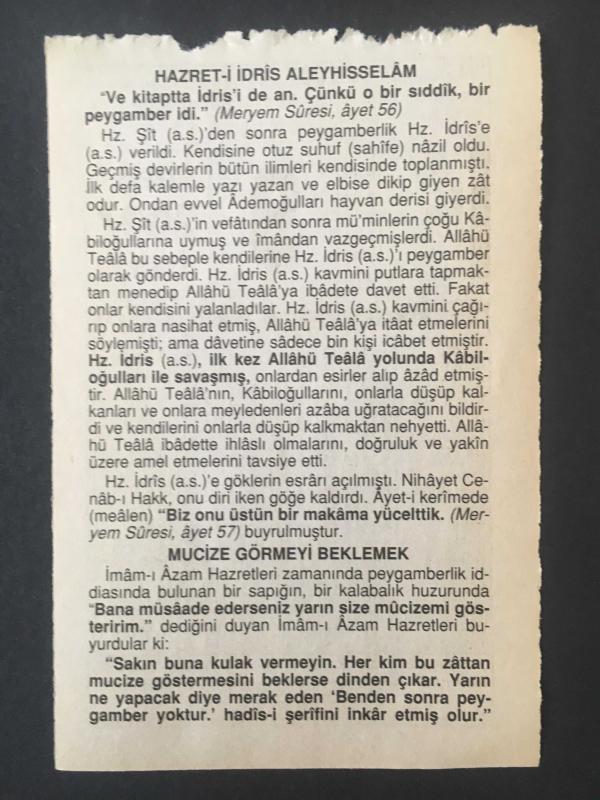 HAZRET-İ İDRÎS ALEYHİSSELÂM
“Ve kitaptta İdris’i de an. Çünkü o bir sıddîk, bir
peygamber idi.” (Meryem Sûresi, âyet 56)
Hz. Şît (a.s.)’den sonra peygamberlik Hz. İdrîs’e
(a.s.) verildi. Kendisine otuz suhuf (sahîfe) nâzil oldu.
Geçmiş devirlerin bütün ilimleri kendisinde toplanmıştı.
İlk defa kalemle yazı yazan ve elbise dikip giyen zât
odur. Ondan evvel Âdemoğulları hayvan derisi giyerdi.
Hz. Şît (a.s.)’in vefâtından sonra mü’minlerin çoğu Kâ-
biloğullarına uymuş ve îmândan vazgeçmişlerdi. Allâhü
Teâlâ bu sebeple kendilerine Hz. İdris (a.s.)’ı peygamber
olarak gönderdi. Hz. İdris (a.s.) kavmini putlara tapmak-
tan menedip Allâhü Teâlâ’ya ibâdete davet etti. Fakat
onlar kendisini yalanladılar. Hz. İdris (a.s.) kavmini çağı-
rıp onlara nasihat etmiş, Allâhü Teâlâ’ya itâat etmelerini
söylemişti; ama dâvetine sâdece bin kişi icâbet etmiştir.
Hz. İdris (a.s.), ilk kez Allâhü Teâlâ yolunda Kâbil-
oğulları ile savaşmış, onlardan esirler alıp âzâd etmiş-
tir. Allâhü Teâlâ’nın, Kâbiloğullarını, onlarla düşüp kal-
kanları ve onlara meyledenleri azâba uğratacağını bildir-
di ve kendilerini onlarla düşüp kalkmaktan nehyetti. Allâ-
hü Teâlâ ibâdette ihlâslı olmalarını, doğruluk ve yakîn
üzere amel etmelerini tavsiye etti.
Hz. İdrîs (a.s.)’e göklerin esrârı açılmıştı. Nihâyet Ce-
nâb-ı Hakk, onu diri iken göğe kaldırdı. Âyet-i kerîmede
(meâlen) “Biz onu üstün bir makâma yücelttik. (Mer-
yem Sûresi, âyet 57) buyrulmuştur.
MUCİZE GÖRMEYİ BEKLEMEK
İmâm-ı Âzam Hazretleri zamanında peygamberlik id-
diasında bulunan bir sapığın, bir kalabalık huzurunda
“Bana müsâade ederseniz yarın size mûcizemi gös-
teririm.” dediğini duyan İmâm-ı Âzam Hazretleri bu-
yurdular ki:
“Sakın buna kulak vermeyin. Her kim bu zâttan
mucize göstermesini beklerse dinden çıkar. Yarın
ne yapacak diye merak eden ‘Benden sonra pey-
gamber yoktur.’ hadîs-i şerîfini inkâr etmiş olur.”